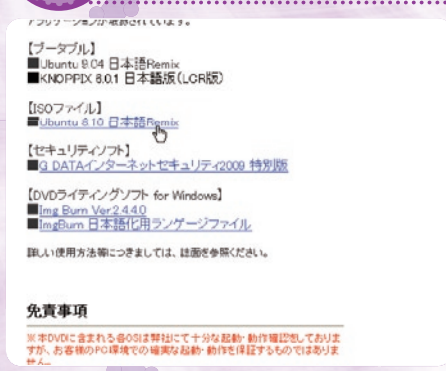 アプリケーションが収録されています。
【ブータブル】
■Ubuntu 9.04 日本語Remix
■KNOPPIX 6.0.1 日本語版(LCR版)
【ISOファイル】
■Ubuntu 8.10 日本語Remix
【セキュリティソフト】
■G DATAインターネットセキュリティ2009 特別版
【DVDライティングソフト for Windows】
■Img Burn Ver.2.4.4.0
■ImgBurn 日本語化用ランゲージファイル
詳しい使用方法等につきましては、誌面を参照ください。
免責事項
※本DVDに含まれる各OSは弊社にて十分な起動・動作確認をしておりま
すが、お客様のPC環境での確実な起動・動作を保証するものではありま
せん。